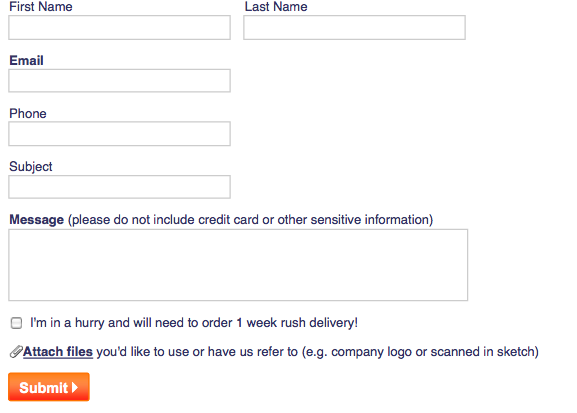 First Name Last Name
Email
Phone
Subject
Message (please do not include credit card or other sensitive information)
I'm in a hurry and will need to order 1 week rush delivery!
Attach files you'd like to use or have us refer to (e.g. company logo or scanned in sketch)
Submit